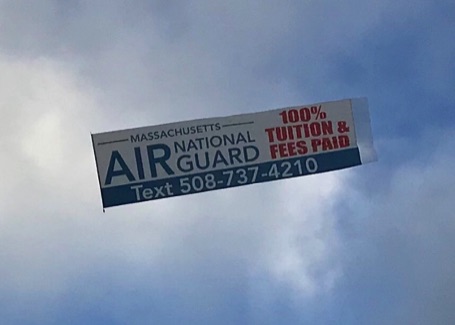 MASSACHUSETTS
AIR NATIONAL GUARD
100% TUITION & FEES PAID
Text 508-737-4210